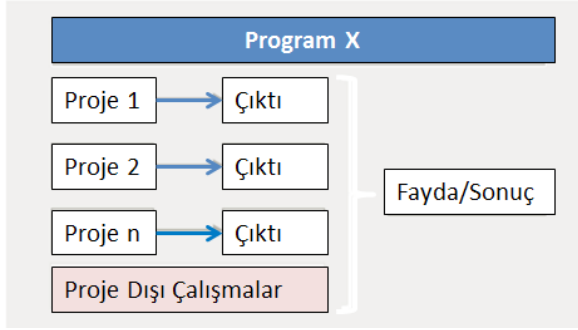 Program X
Proje 1
Çıktı
Proje 2
Çıktı
Proje n
Çıktı
Fayda/Sonuç
Proje Dışı Çalışmalar